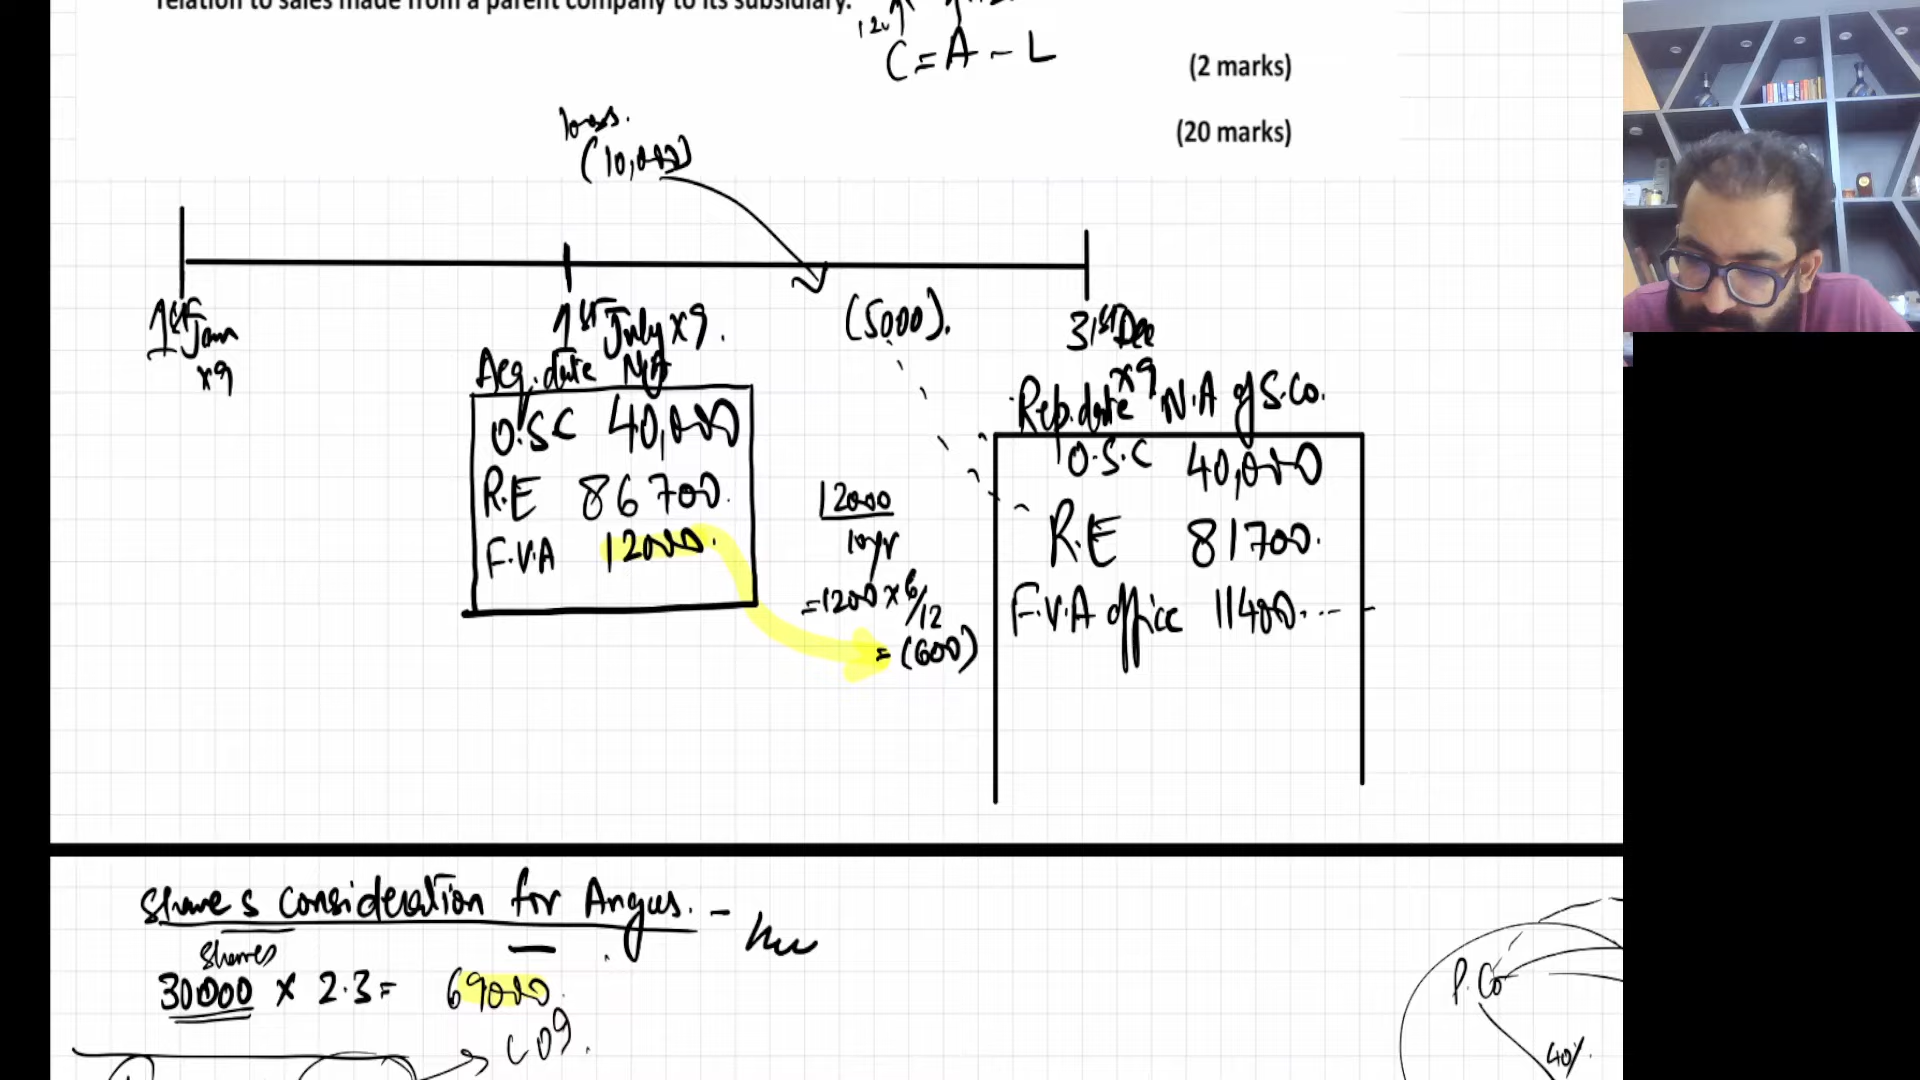 relation to sales made from a parent company to its subsidiary.
C = A - L
(2 marks)
(20 marks)
loss.
(10,000)
1st Jan
x9
1st July x9.
(5000).
31st Dec
x9
Acq. date NA
O.S.C 40,000
R.E 86700.
F.V.A 12000.
12000
10yr
= 1200 x 6/12
= (600)
Rep. date N.A of S.Co.
O.S.C 40,000
R.E 81700.
F.V.A office 11400...
Shares consideration for Angus. -
shares
30000 x 2.3 = 69000.
P.Co
40%.